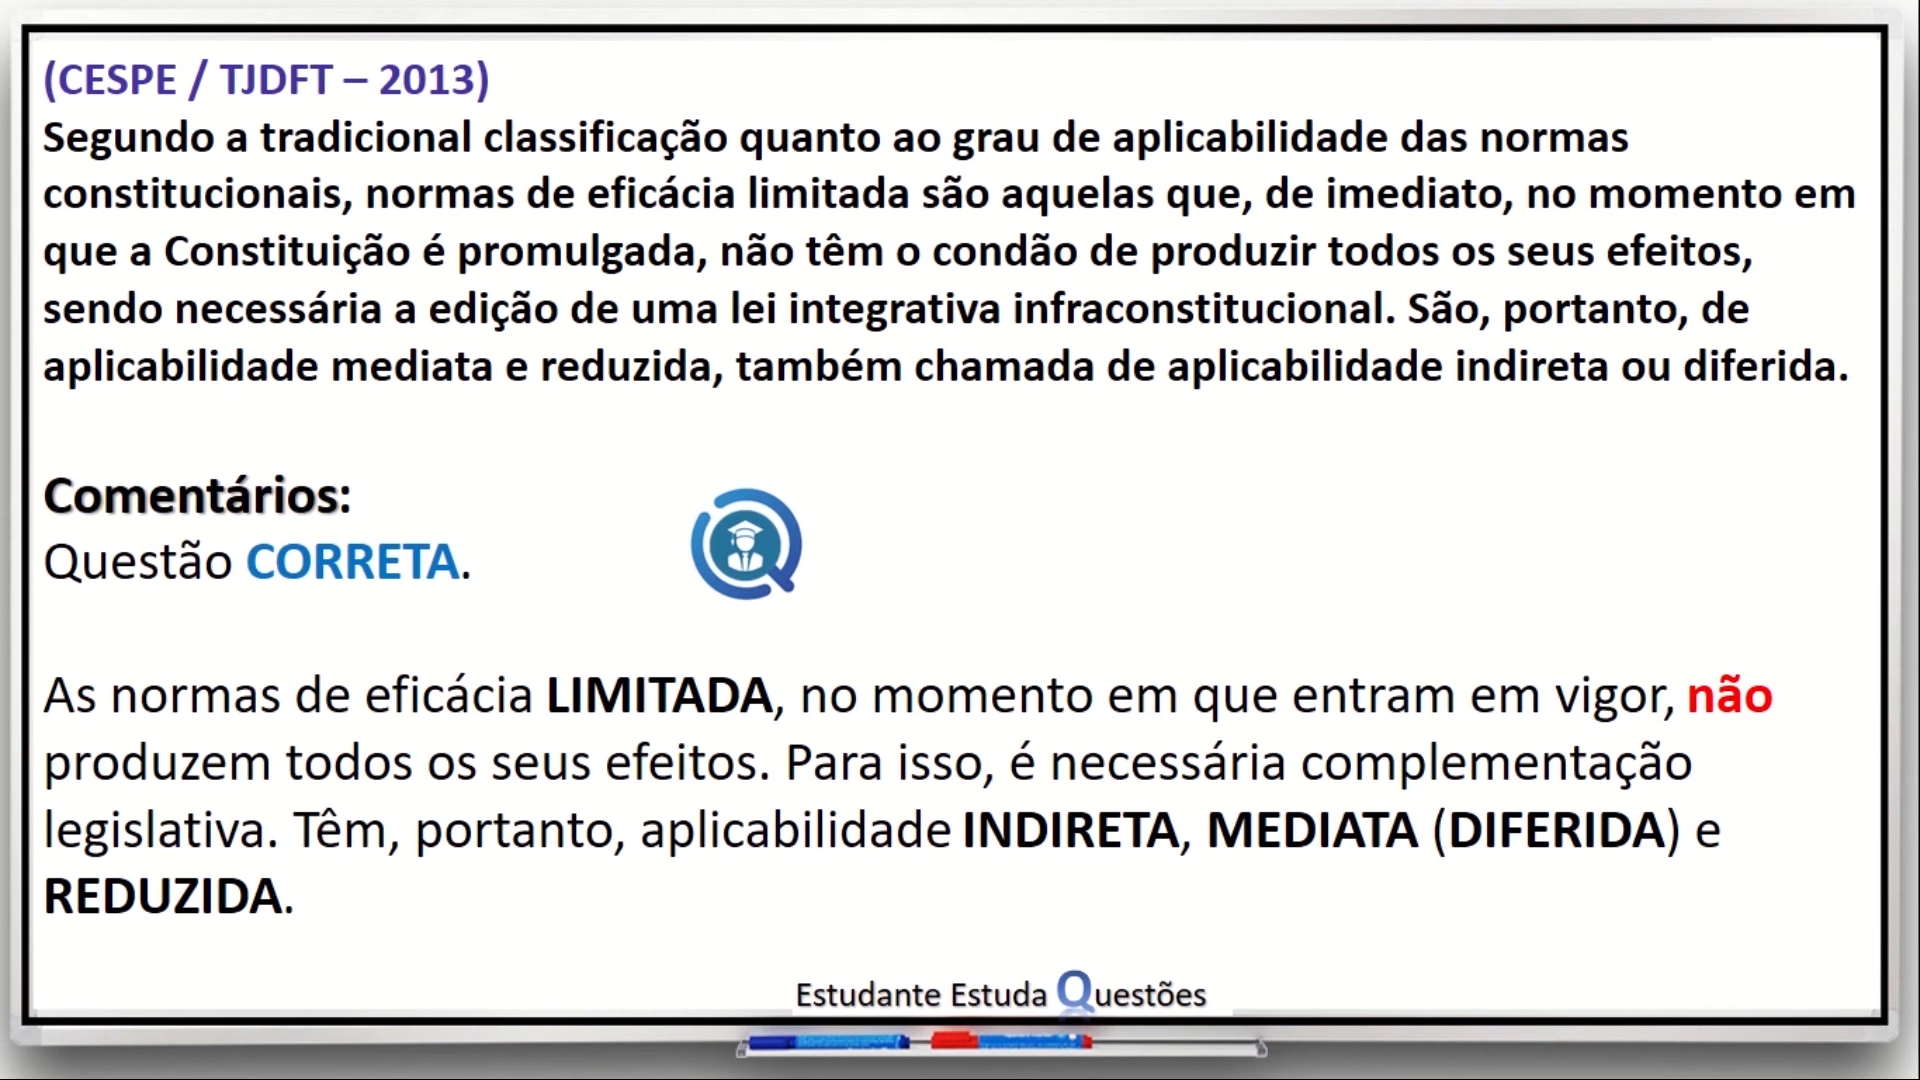 (CESPE / TJDFT – 2013)
Segundo a tradicional classificação quanto ao grau de aplicabilidade das normas
constitucionais, normas de eficácia limitada são aquelas que, de imediato, no momento em
que a Constituição é promulgada, não têm o condão de produzir todos os seus efeitos,
sendo necessária a edição de uma lei integrativa infraconstitucional. São, portanto, de
aplicabilidade mediata e reduzida, também chamada de aplicabilidade indireta ou diferida.
Comentários:
Questão CORRETA.
As normas de eficácia LIMITADA, no momento em que entram em vigor, não
produzem todos os seus efeitos. Para isso, é necessária complementação
legislativa. Têm, portanto, aplicabilidade INDIRETA, MEDIATA (DIFERIDA) e
REDUZIDA.
Estudante Estuda Questões